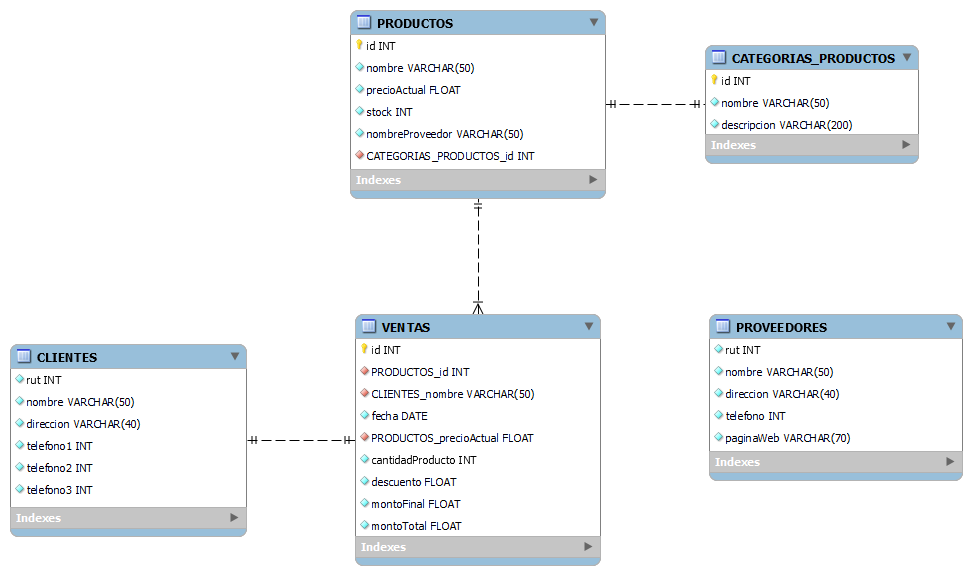 PRODUCTOS
id INT
nombre VARCHAR(50)
precioActual FLOAT
stock INT
nombreProveedor VARCHAR(50)
CATEGORIAS_PRODUCTOS_id INT
Indexes
CATEGORIAS_PRODUCTOS
id INT
nombre VARCHAR(50)
descripcion VARCHAR(200)
Indexes
CLIENTES
rut INT
nombre VARCHAR(50)
direccion VARCHAR(40)
telefono1 INT
telefono2 INT
telefono3 INT
Indexes
VENTAS
id INT
PRODUCTOS_id INT
CLIENTES_nombre VARCHAR(50)
fecha DATE
PRODUCTOS_precioActual FLOAT
cantidadProducto INT
descuento FLOAT
montoFinal FLOAT
montoTotal FLOAT
Indexes
PROVEEDORES
rut INT
nombre VARCHAR(50)
direccion VARCHAR(40)
telefono INT
paginaWeb VARCHAR(70)
Indexes